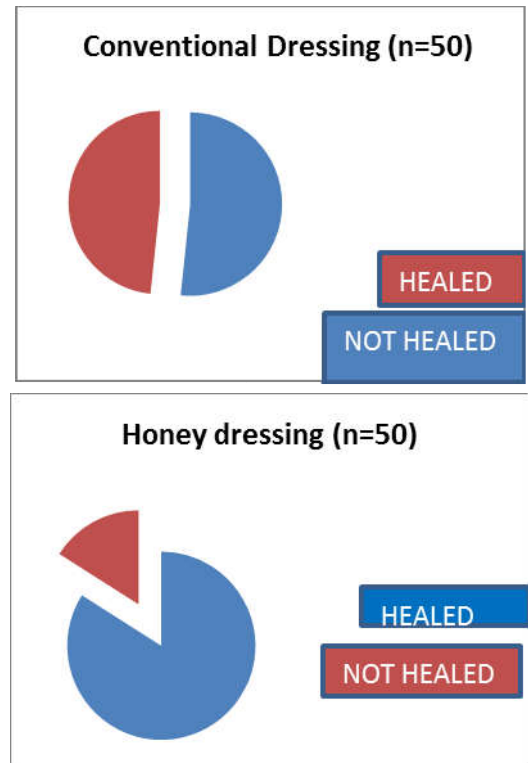 Conventional Dressing (n=50)
HEALED
NOT HEALED
Honey dressing (n=50)
HEALED
NOT HEALED